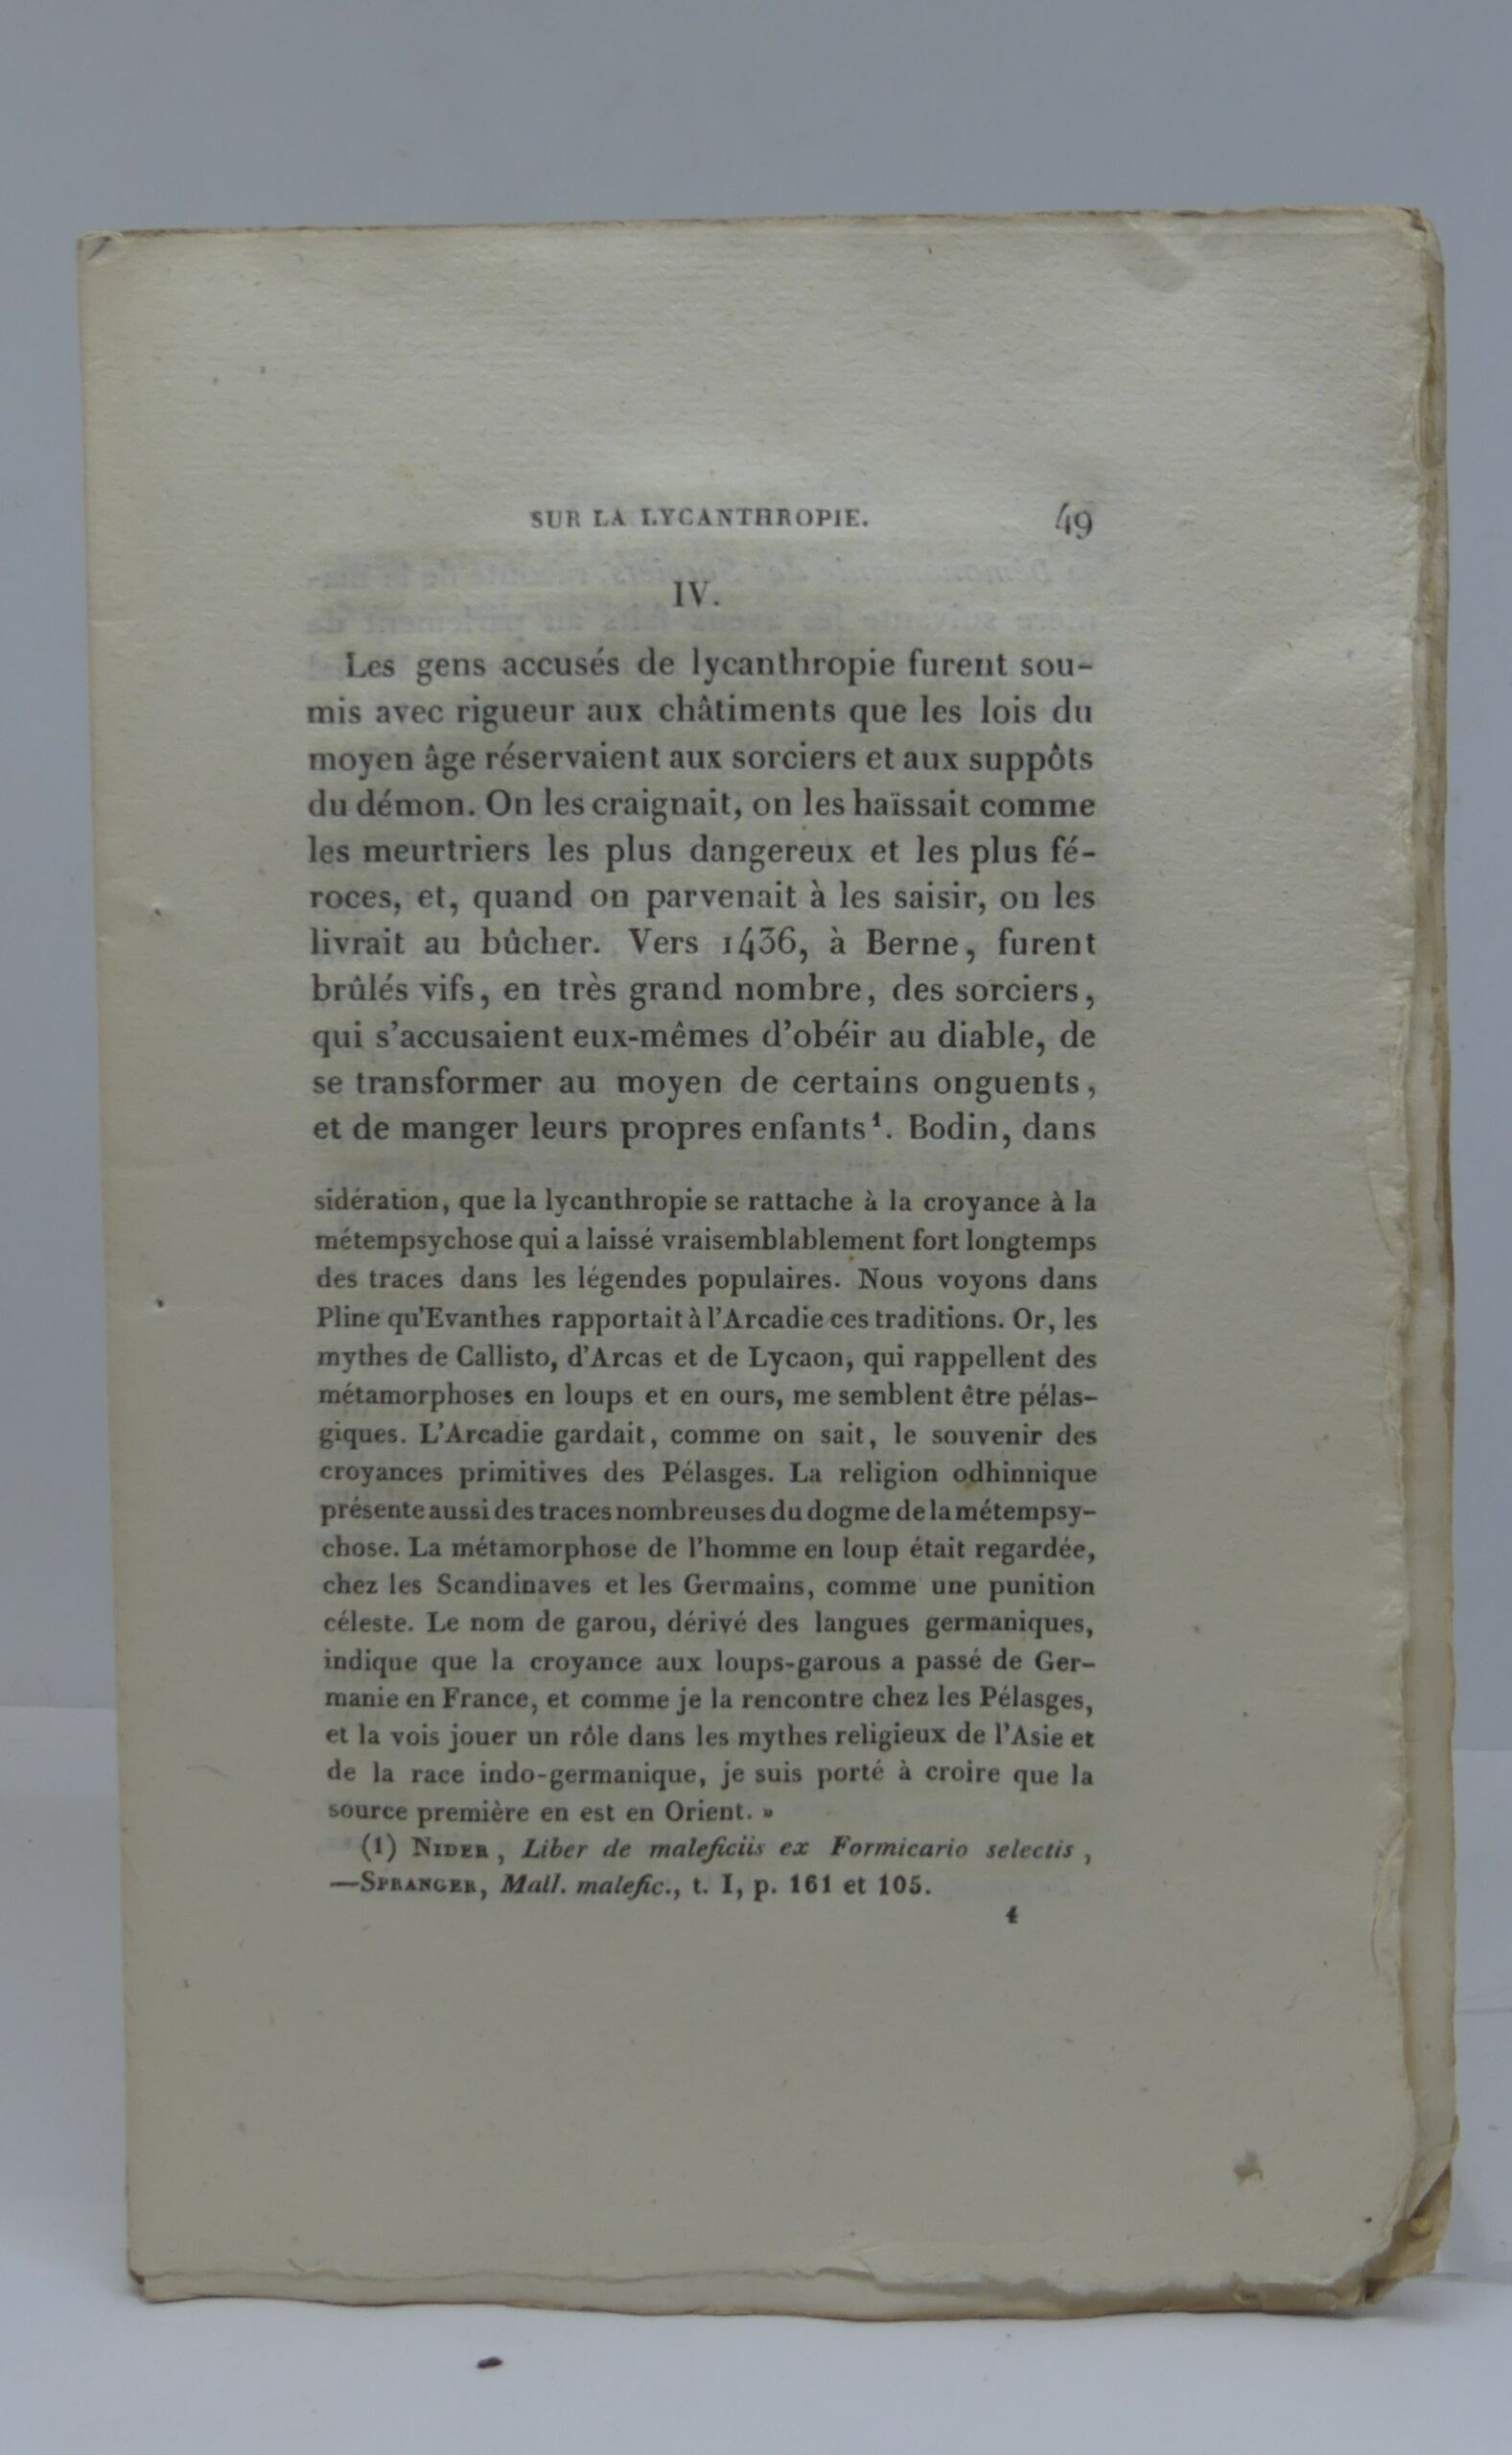 SUR LA LYCANTHROPIE. 49
IV.
Les gens accusés de lycanthropie furent sou-
mis avec rigueur aux châtiments que les lois du
moyen âge réservaient aux sorciers et aux suppôts
du démon. On les craignait, on les haïssait comme
les meurtriers les plus dangereux et les plus fé-
roces, et, quand on parvenait à les saisir, on les
livrait au bûcher. Vers 1436, à Berne, furent
brûlés vifs, en très grand nombre, des sorciers,
qui s'accusaient eux-mêmes d'obéir au diable, de
se transformer au moyen de certains onguents,
et de manger leurs propres enfants¹. Bodin, dans
sidération, que la lycanthropie se rattache à la croyance à la
métempsychose qui a laissé vraisemblablement fort longtemps
des traces dans les légendes populaires. Nous voyons dans
Pline qu'Evanthes rapportait à l'Arcadie ces traditions. Or, les
mythes de Callisto, d'Arcas et de Lycaon, qui rappellent des
métamorphoses en loups et en ours, me semblent être pélas-
giques. L'Arcadie gardait, comme on sait, le souvenir des
croyances primitives des Pélasges. La religion odhinnique
présente aussi des traces nombreuses du dogme de la métempsy-
chose. La métamorphose de l'homme en loup était regardée,
chez les Scandinaves et les Germains, comme une punition
céleste. Le nom de garou, dérivé des langues germaniques,
indique que la croyance aux loups-garous a passé de Ger-
manie en France, et comme je la rencontre chez les Pélasges,
et la vois jouer un rôle dans les mythes religieux de l'Asie et
de la race indo-germanique, je suis porté à croire que la
source première en est en Orient. »
(1) NIDER, Liber de maleficiis ex Formicario selectis,
—SPRANGER, Mall. malefic., t. I, p. 161 et 105.
4